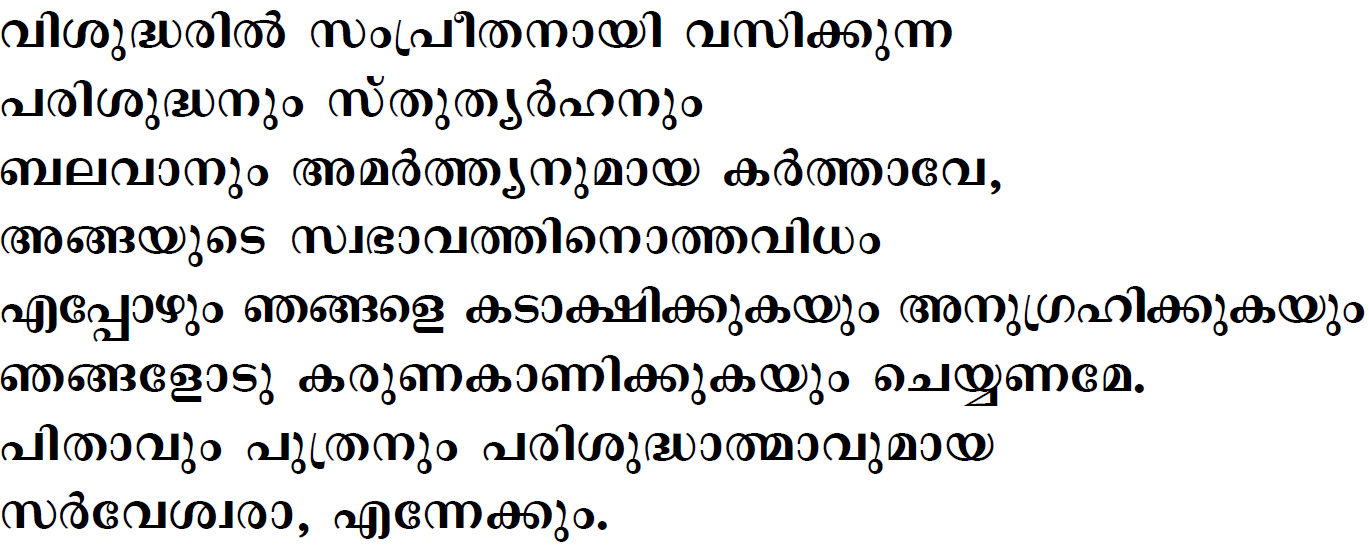 വിശുദ്ധരിൽ സംപ്രീതനായി വസിക്കുന്ന
പരിശുദ്ധനും സ്തുത്യർഹനും
ബലവാനും അമർത്ത്യനുമായ കർത്താവേ,
അങ്ങയുടെ സ്വഭാവത്തിനൊത്തവിധം
എപ്പോഴും ഞങ്ങളെ കടാക്ഷിക്കുകയും അനുഗ്രഹിക്കുകയും
ഞങ്ങളോടു കരുണകാണിക്കുകയും ചെയ്യണമേ.
പിതാവും പുത്രനും പരിശുദ്ധാത്മാവുമായ
സർവേശ്വരാ, എന്നേക്കും.